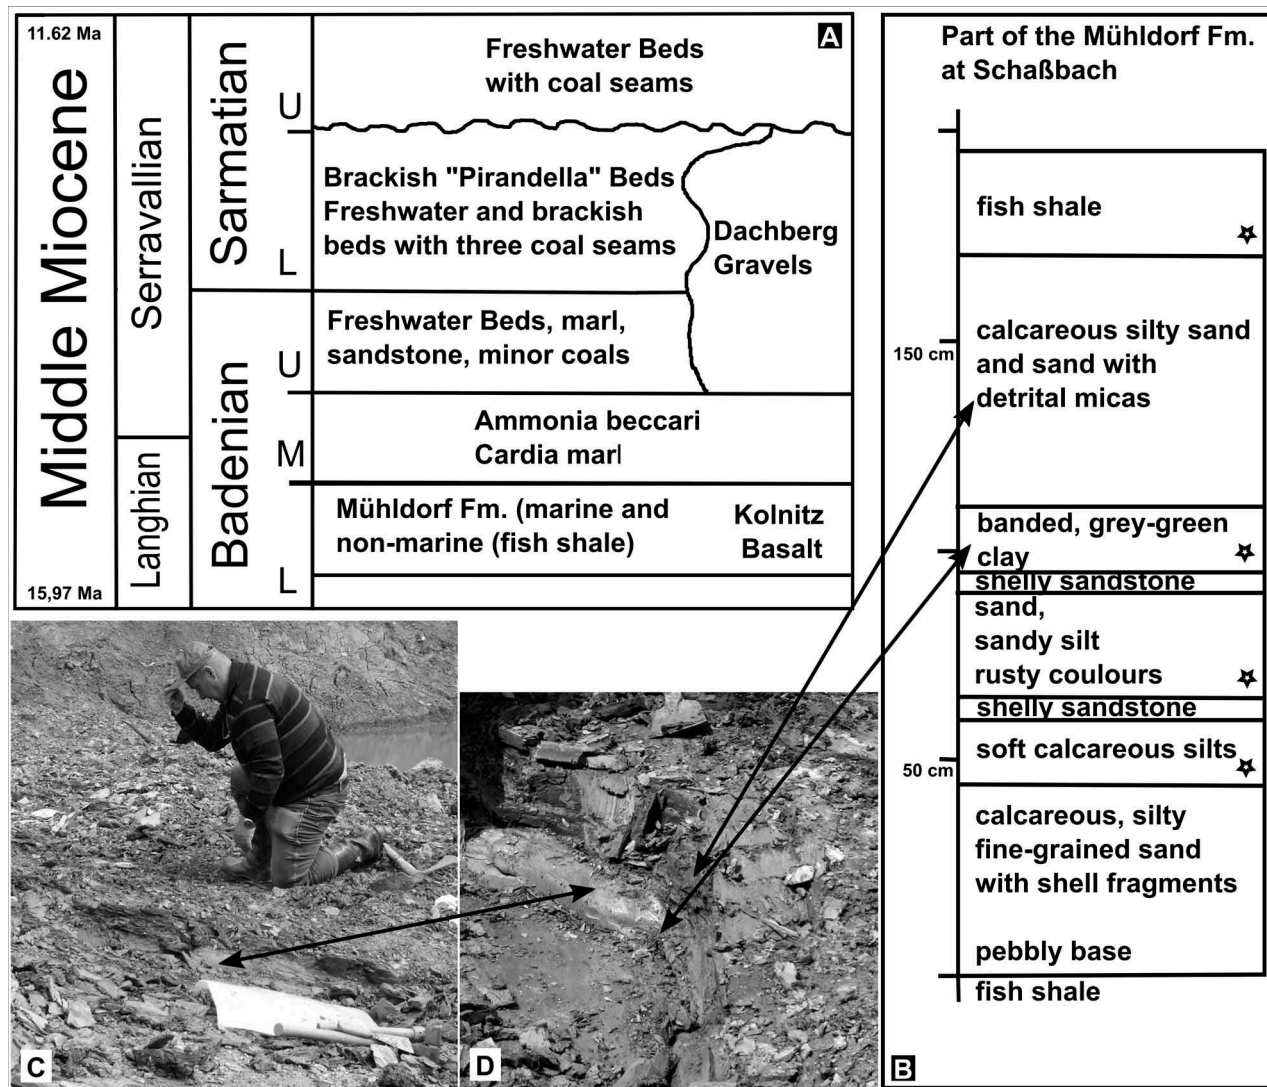 11.62 Ma
Middle Miocene
15,97 Ma
Serravallian
Langhian
Sarmatian
Badenian
U
L
U
M
L
A
Freshwater Beds
with coal seams
Brackish "Pirandella" Beds
Freshwater and brackish
beds with three coal seams
Dachberg
Gravels
Freshwater Beds, marl,
sandstone, minor coals
Ammonia beccari
Cardia marl
Mühldorf Fm. (marine and
non-marine (fish shale)
Kolnitz
Basalt
Part of the Mühldorf Fm.
at Schaßbach
fish shale
150 cm
calcareous silty sand
and sand with
detrital micas
banded, grey-green
clay
shelly sandstone
sand,
sandy silt
rusty coulours
shelly sandstone
soft calcareous silts
50 cm
calcareous, silty
fine-grained sand
with shell fragments
pebbly base
fish shale
B
C
D